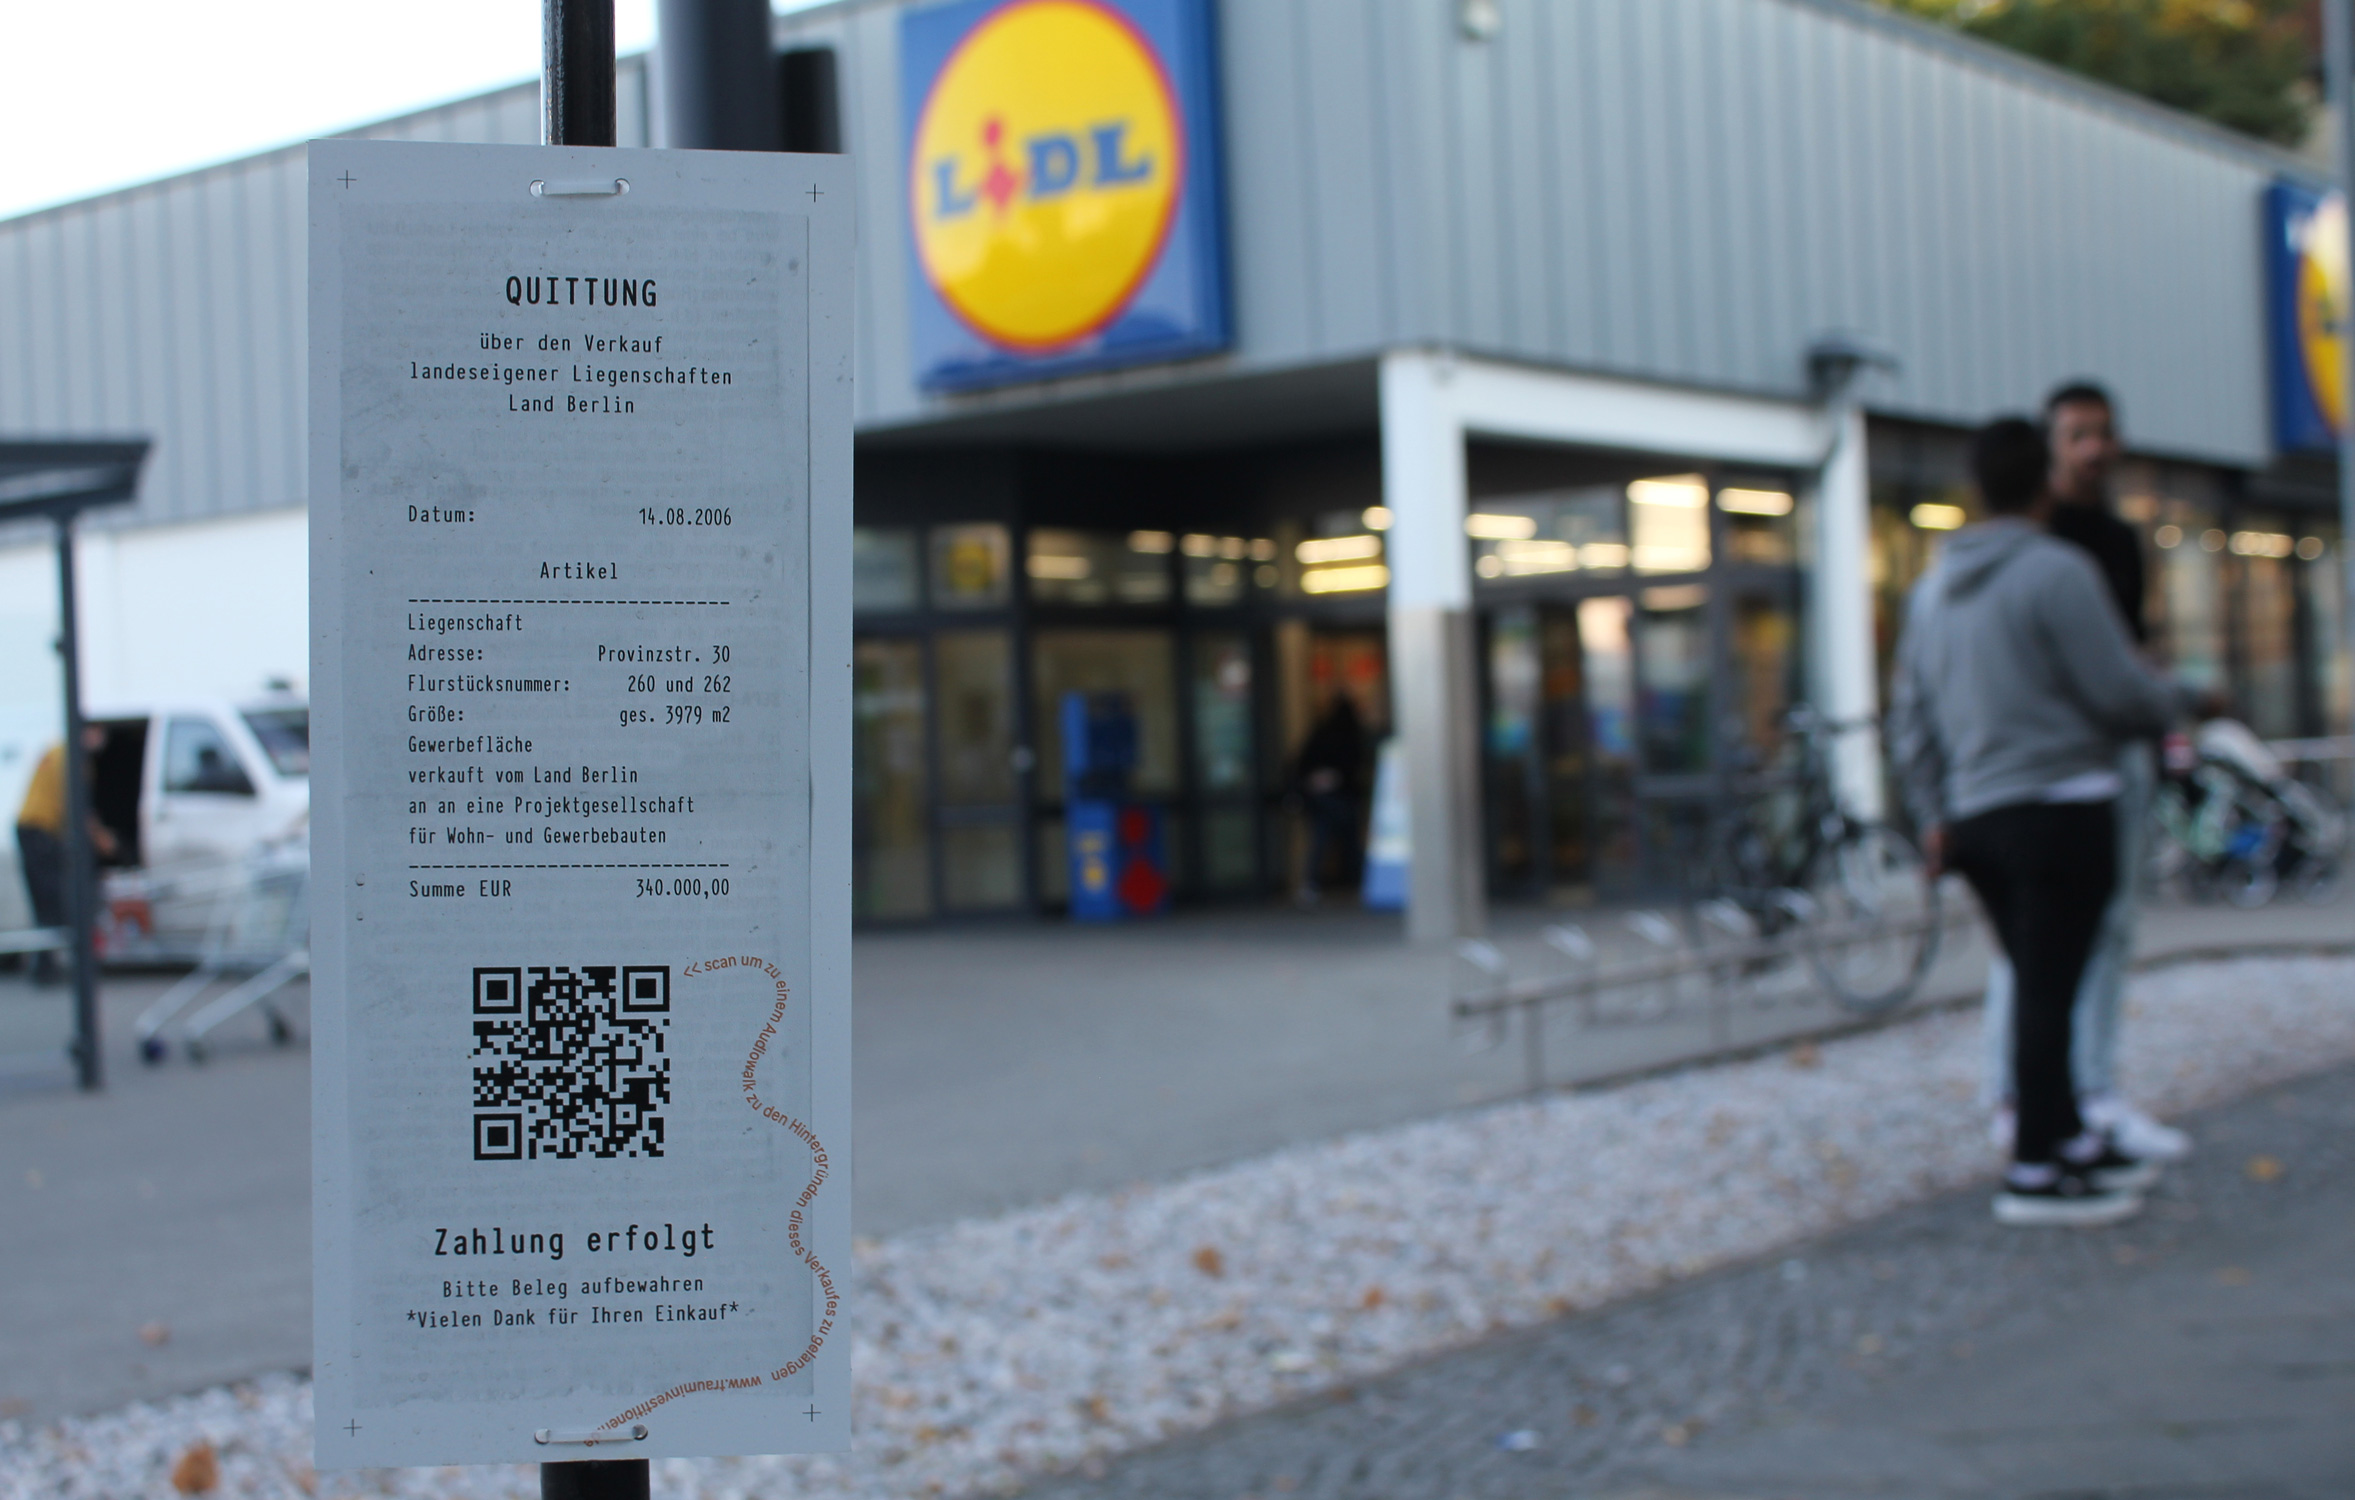 QUITTUNG
über den Verkauf
landeseigener Liegenschaften
Land Berlin
Datum: 14.08.2006
Artikel
Liegenschaft
Adresse: Provinzstr. 30
Flurstücksnummer: 260 und 262
Größe: ges. 3979 m2
Gewerbefläche
verkauft vom Land Berlin
an an eine Projektgesellschaft
für Wohn- und Gewerbebauten
Summe EUR 340.000,00
<< scan um zu einem Audiowalk zu den Hintergründen dieses Verkaufes zu gelangen www.trauminvestitionen.de
Zahlung erfolgt
Bitte Beleg aufbewahren
*Vielen Dank für Ihren Einkauf*
LIDL